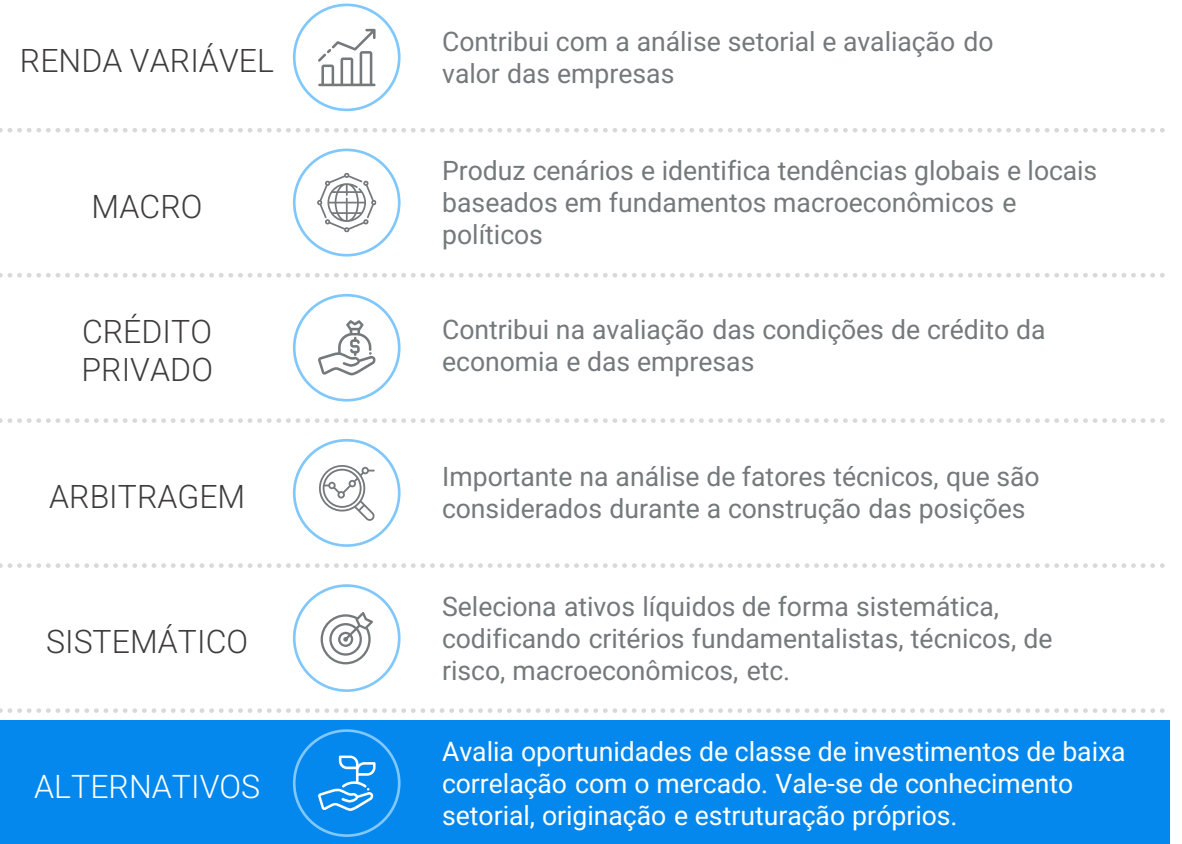 RENDA VARIÁVEL
Contribui com a análise setorial e avaliação do
valor das empresas
MACRO
Produz cenários e identifica tendências globais e locais
baseados em fundamentos macroeconômicos e
políticos
CRÉDITO
PRIVADO
$
Contribui na avaliação das condições de crédito da
economia e das empresas
ARBITRAGEM
Importante na análise de fatores técnicos, que são
considerados durante a construção das posições
SISTEMÁTICO
Seleciona ativos líquidos de forma sistemática,
codificando critérios fundamentalistas, técnicos, de
risco, macroeconômicos, etc.
ALTERNATIVOS
Avalia oportunidades de classe de investimentos de baixa
correlação com o mercado. Vale-se de conhecimento
setorial, originação e estruturação próprios.